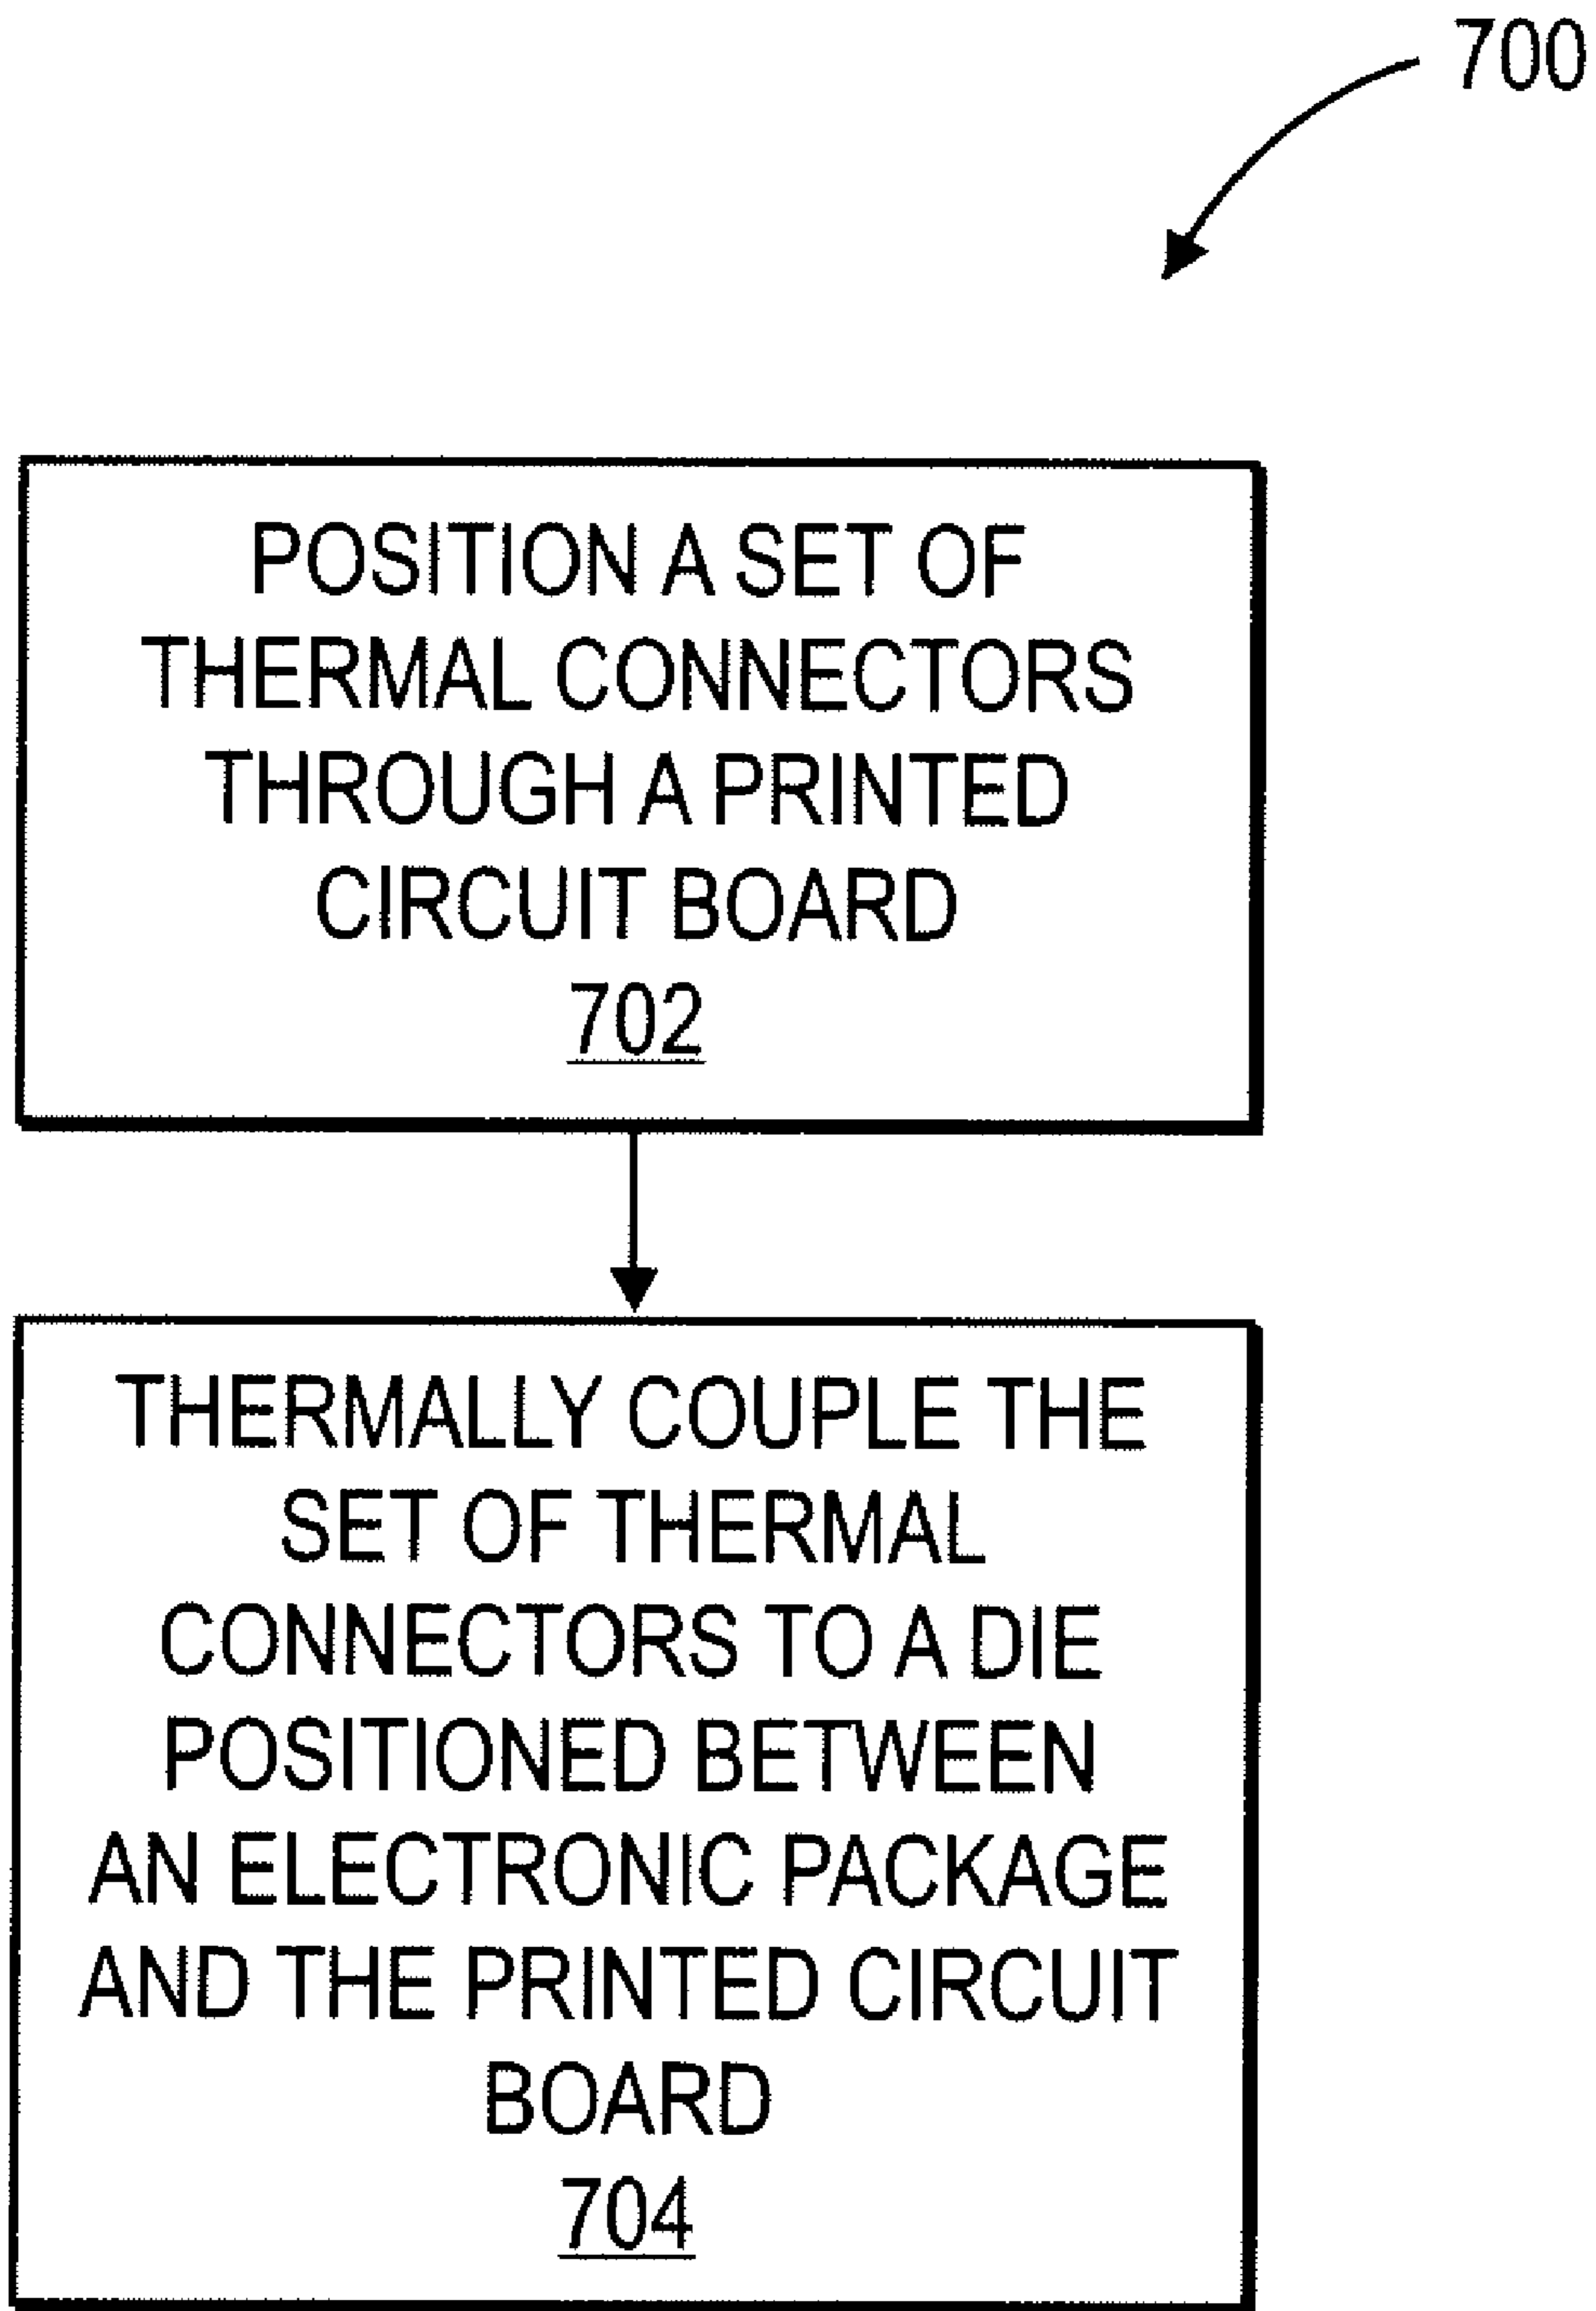 700
POSITION A SET OF
THERMAL CONNECTORS
THROUGH A PRINTED
CIRCUIT BOARD
702
THERMALLY COUPLE THE
SET OF THERMAL
CONNECTORS TO A DIE
POSITIONED BETWEEN
AN ELECTRONIC PACKAGE
AND THE PRINTED CIRCUIT
BOARD
704